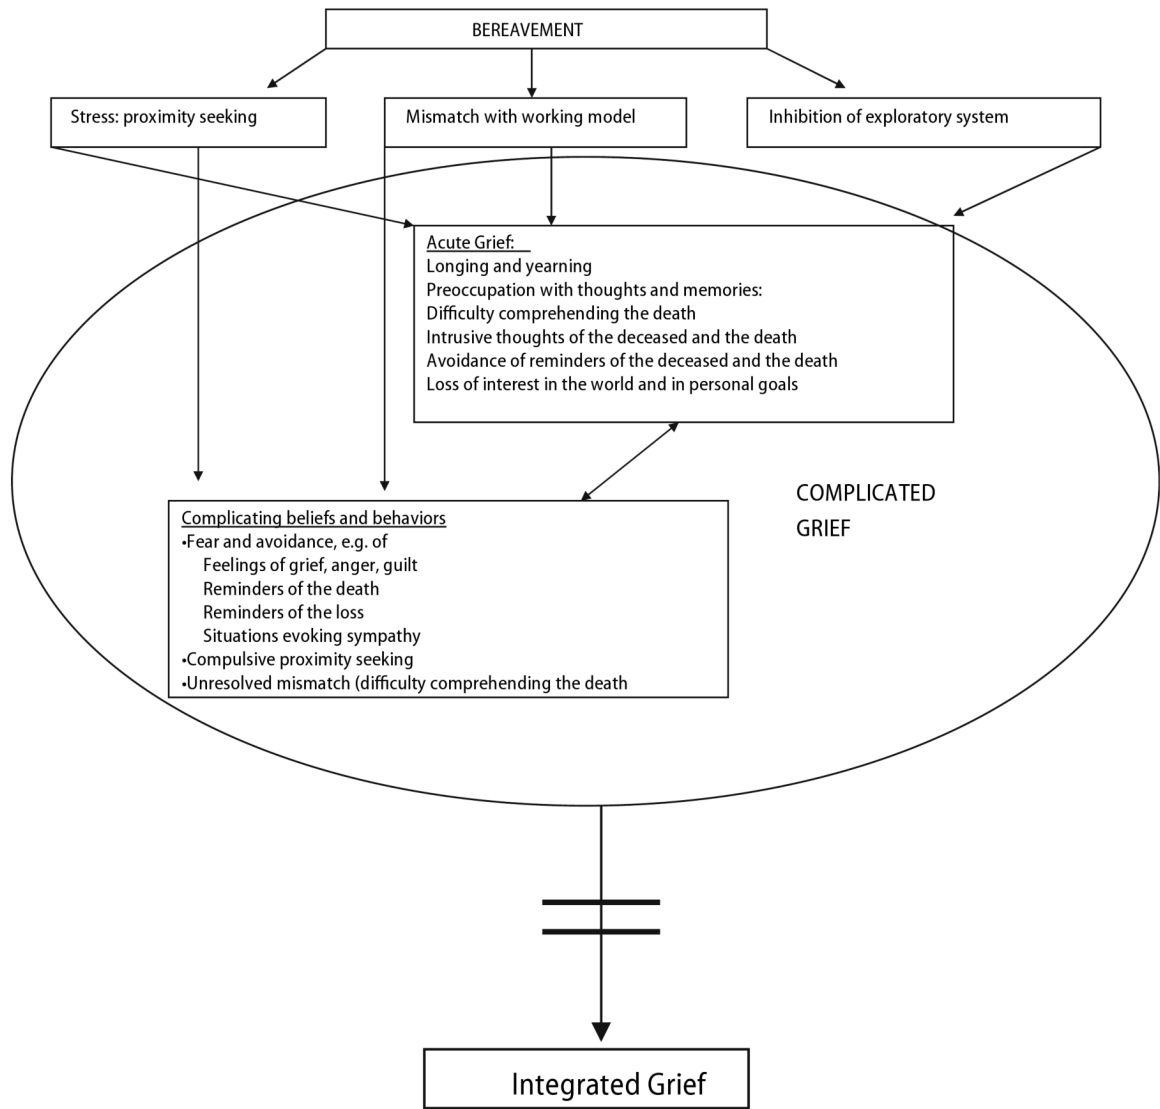 BEREAVEMENT
Stress: proximity seeking
Mismatch with working model
Inhibition of exploratory system
Acute Grief:
Longing and yearning
Preoccupation with thoughts and memories:
Difficulty comprehending the death
Intrusive thoughts of the deceased and the death
Avoidance of reminders of the deceased and the death
Loss of interest in the world and in personal goals
COMPLICATED
GRIEF
Complicating beliefs and behaviors
•Fear and avoidance, e.g. of
Feelings of grief, anger, guilt
Reminders of the death
Reminders of the loss
Situations evoking sympathy
•Compulsive proximity seeking
•Unresolved mismatch (difficulty comprehending the death
Integrated Grief